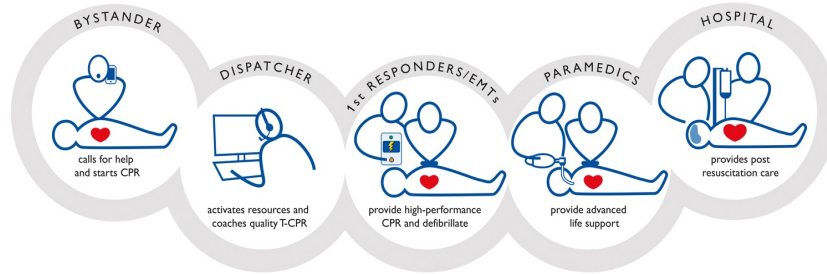 BYSTANDER
calls for help
and starts CPR
DISPATCHER
activates resources and
coaches quality T-CPR
1st RESPONDERS/EMTs
provide high-performance
CPR and defibrillate
PARAMEDICS
provide advanced
life support
HOSPITAL
provides post
resuscitation care